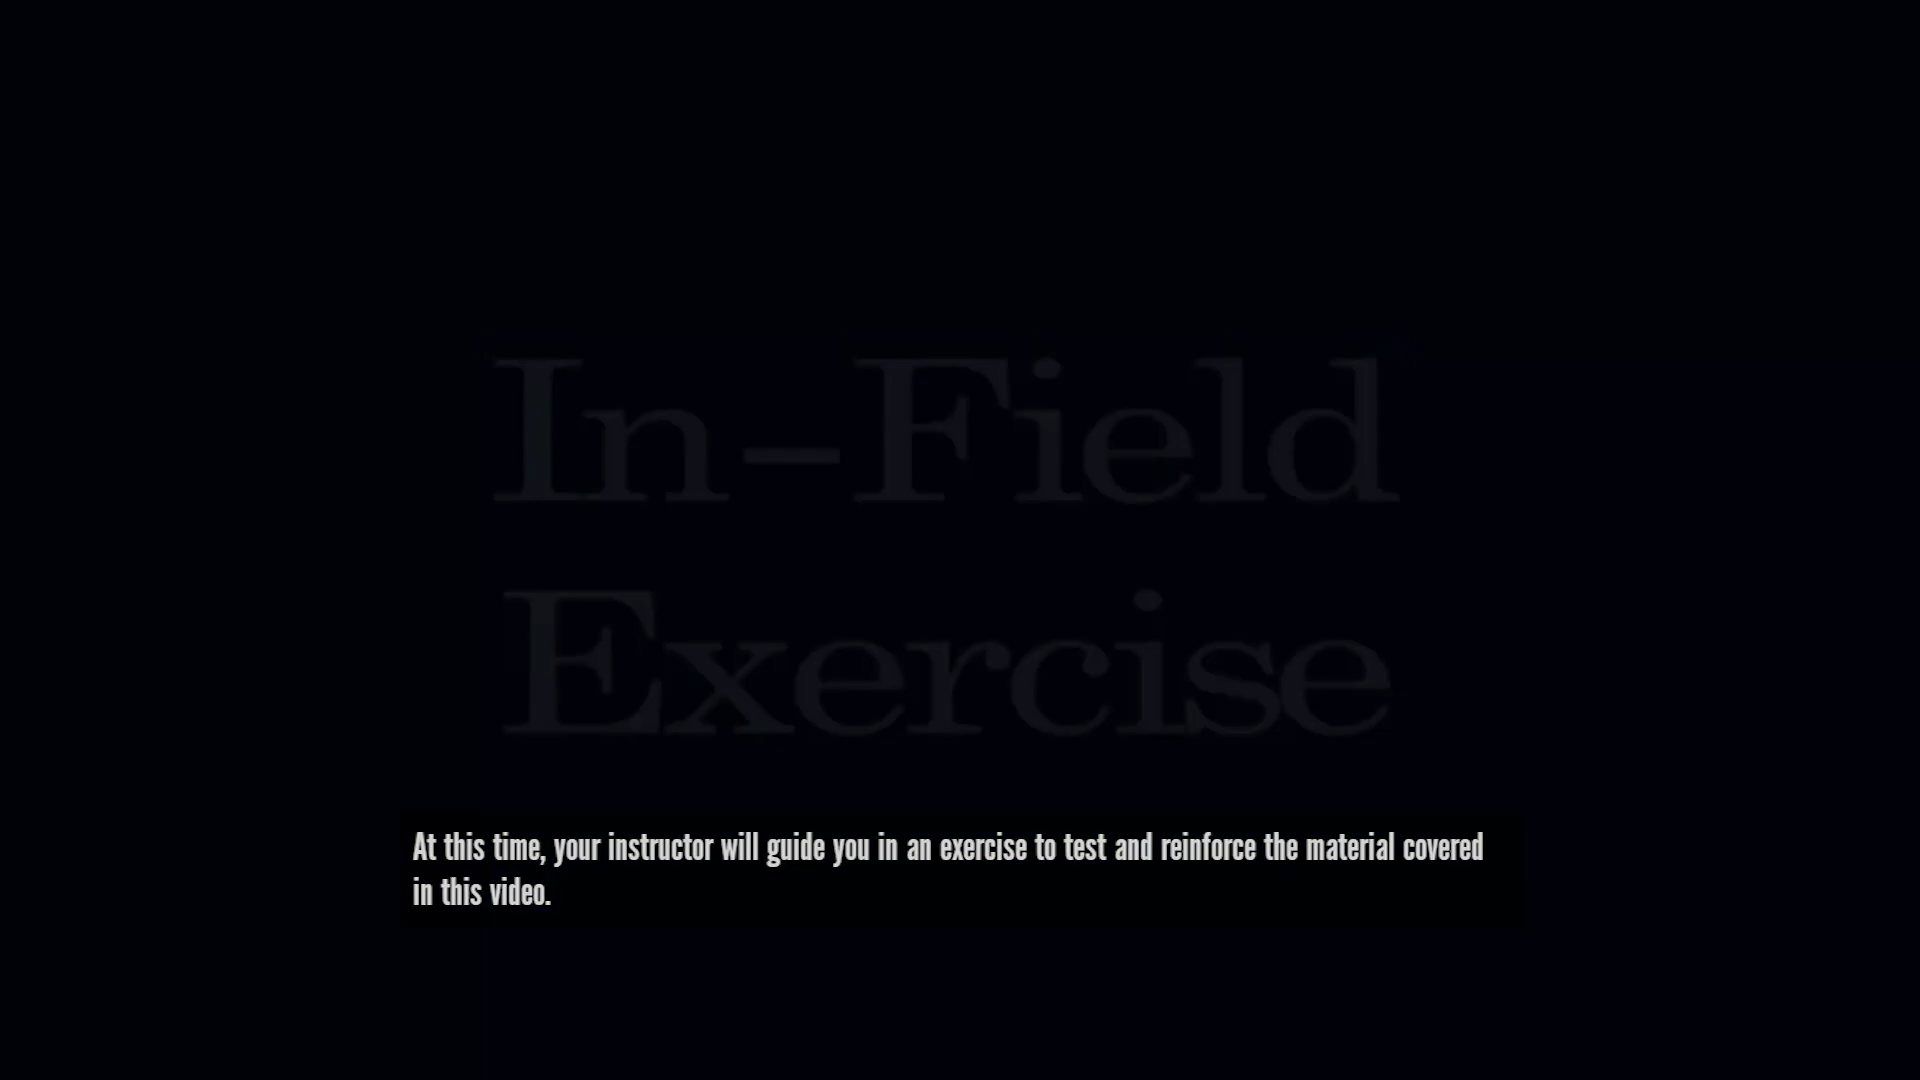 In-Field
Exercise
At this time, your instructor will guide you in an exercise to test and reinforce the material covered
in this video.